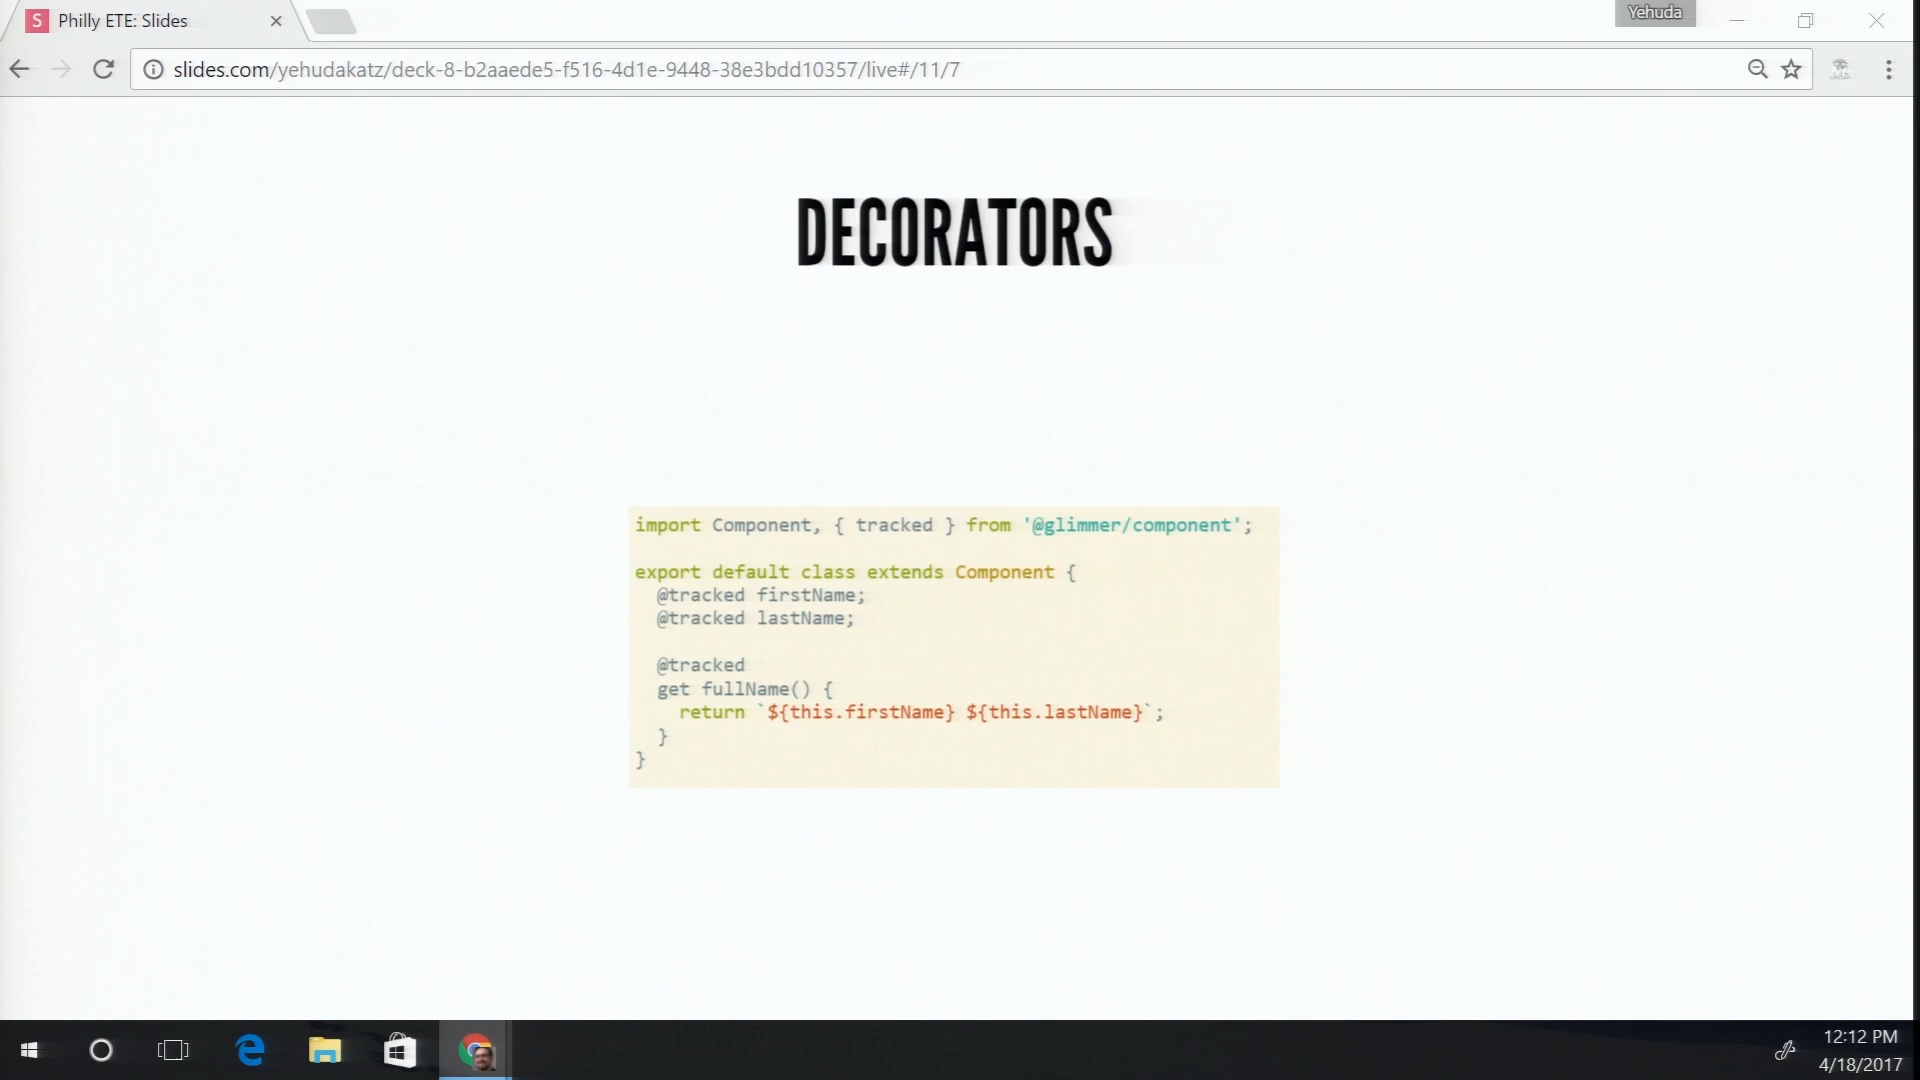 S Philly ETE: Slides
Yehuda
slides.com/yehudakatz/deck-8-b2aaede5-f516-4d1e-9448-38e3bdd10357/live#/11/7
DECORATORS
import Component, { tracked } from '@glimmer/component';
export default class extends Component {
@tracked firstName;
@tracked lastName;
@tracked
get fullName() {
return `${this.firstName} ${this.lastName}`;
}
}
12:12 PM
4/18/2017